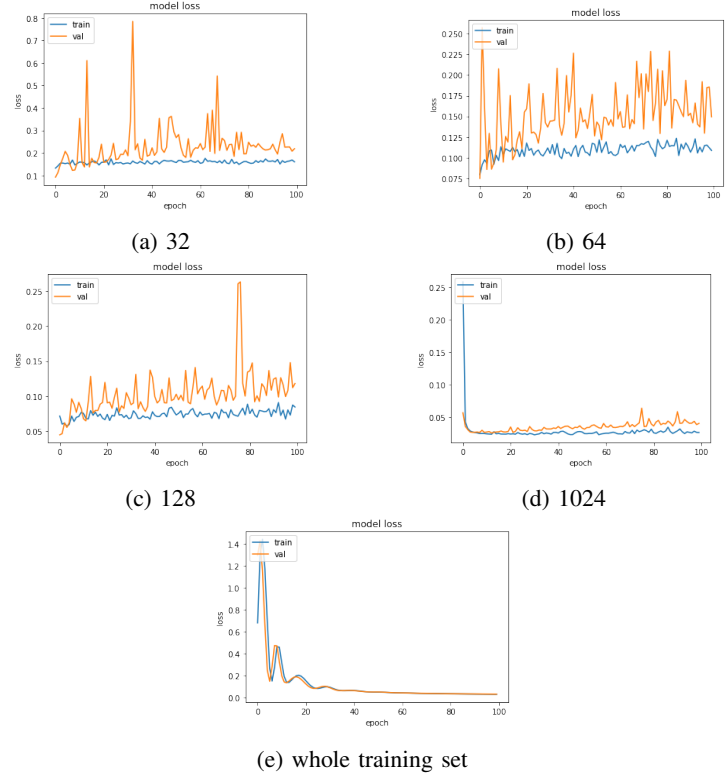 model loss
train
val
0.8
0.7
0.6
0.5
0.4
0.3
0.2
0.1
loss
0 20 40 60 80 100
epoch
(a) 32
model loss
train
val
0.250
0.225
0.200
0.175
0.150
0.125
0.100
0.075
loss
0 20 40 60 80 100
epoch
(b) 64
model loss
train
val
0.25
0.20
0.15
0.10
0.05
loss
0 20 40 60 80 100
epoch
(c) 128
model loss
train
val
0.25
0.20
0.15
0.10
0.05
loss
0 20 40 60 80 100
epoch
(d) 1024
model loss
train
val
1.4
1.2
1.0
0.8
0.6
0.4
0.2
0.0
loss
0 20 40 60 80 100
epoch
(e) whole training set